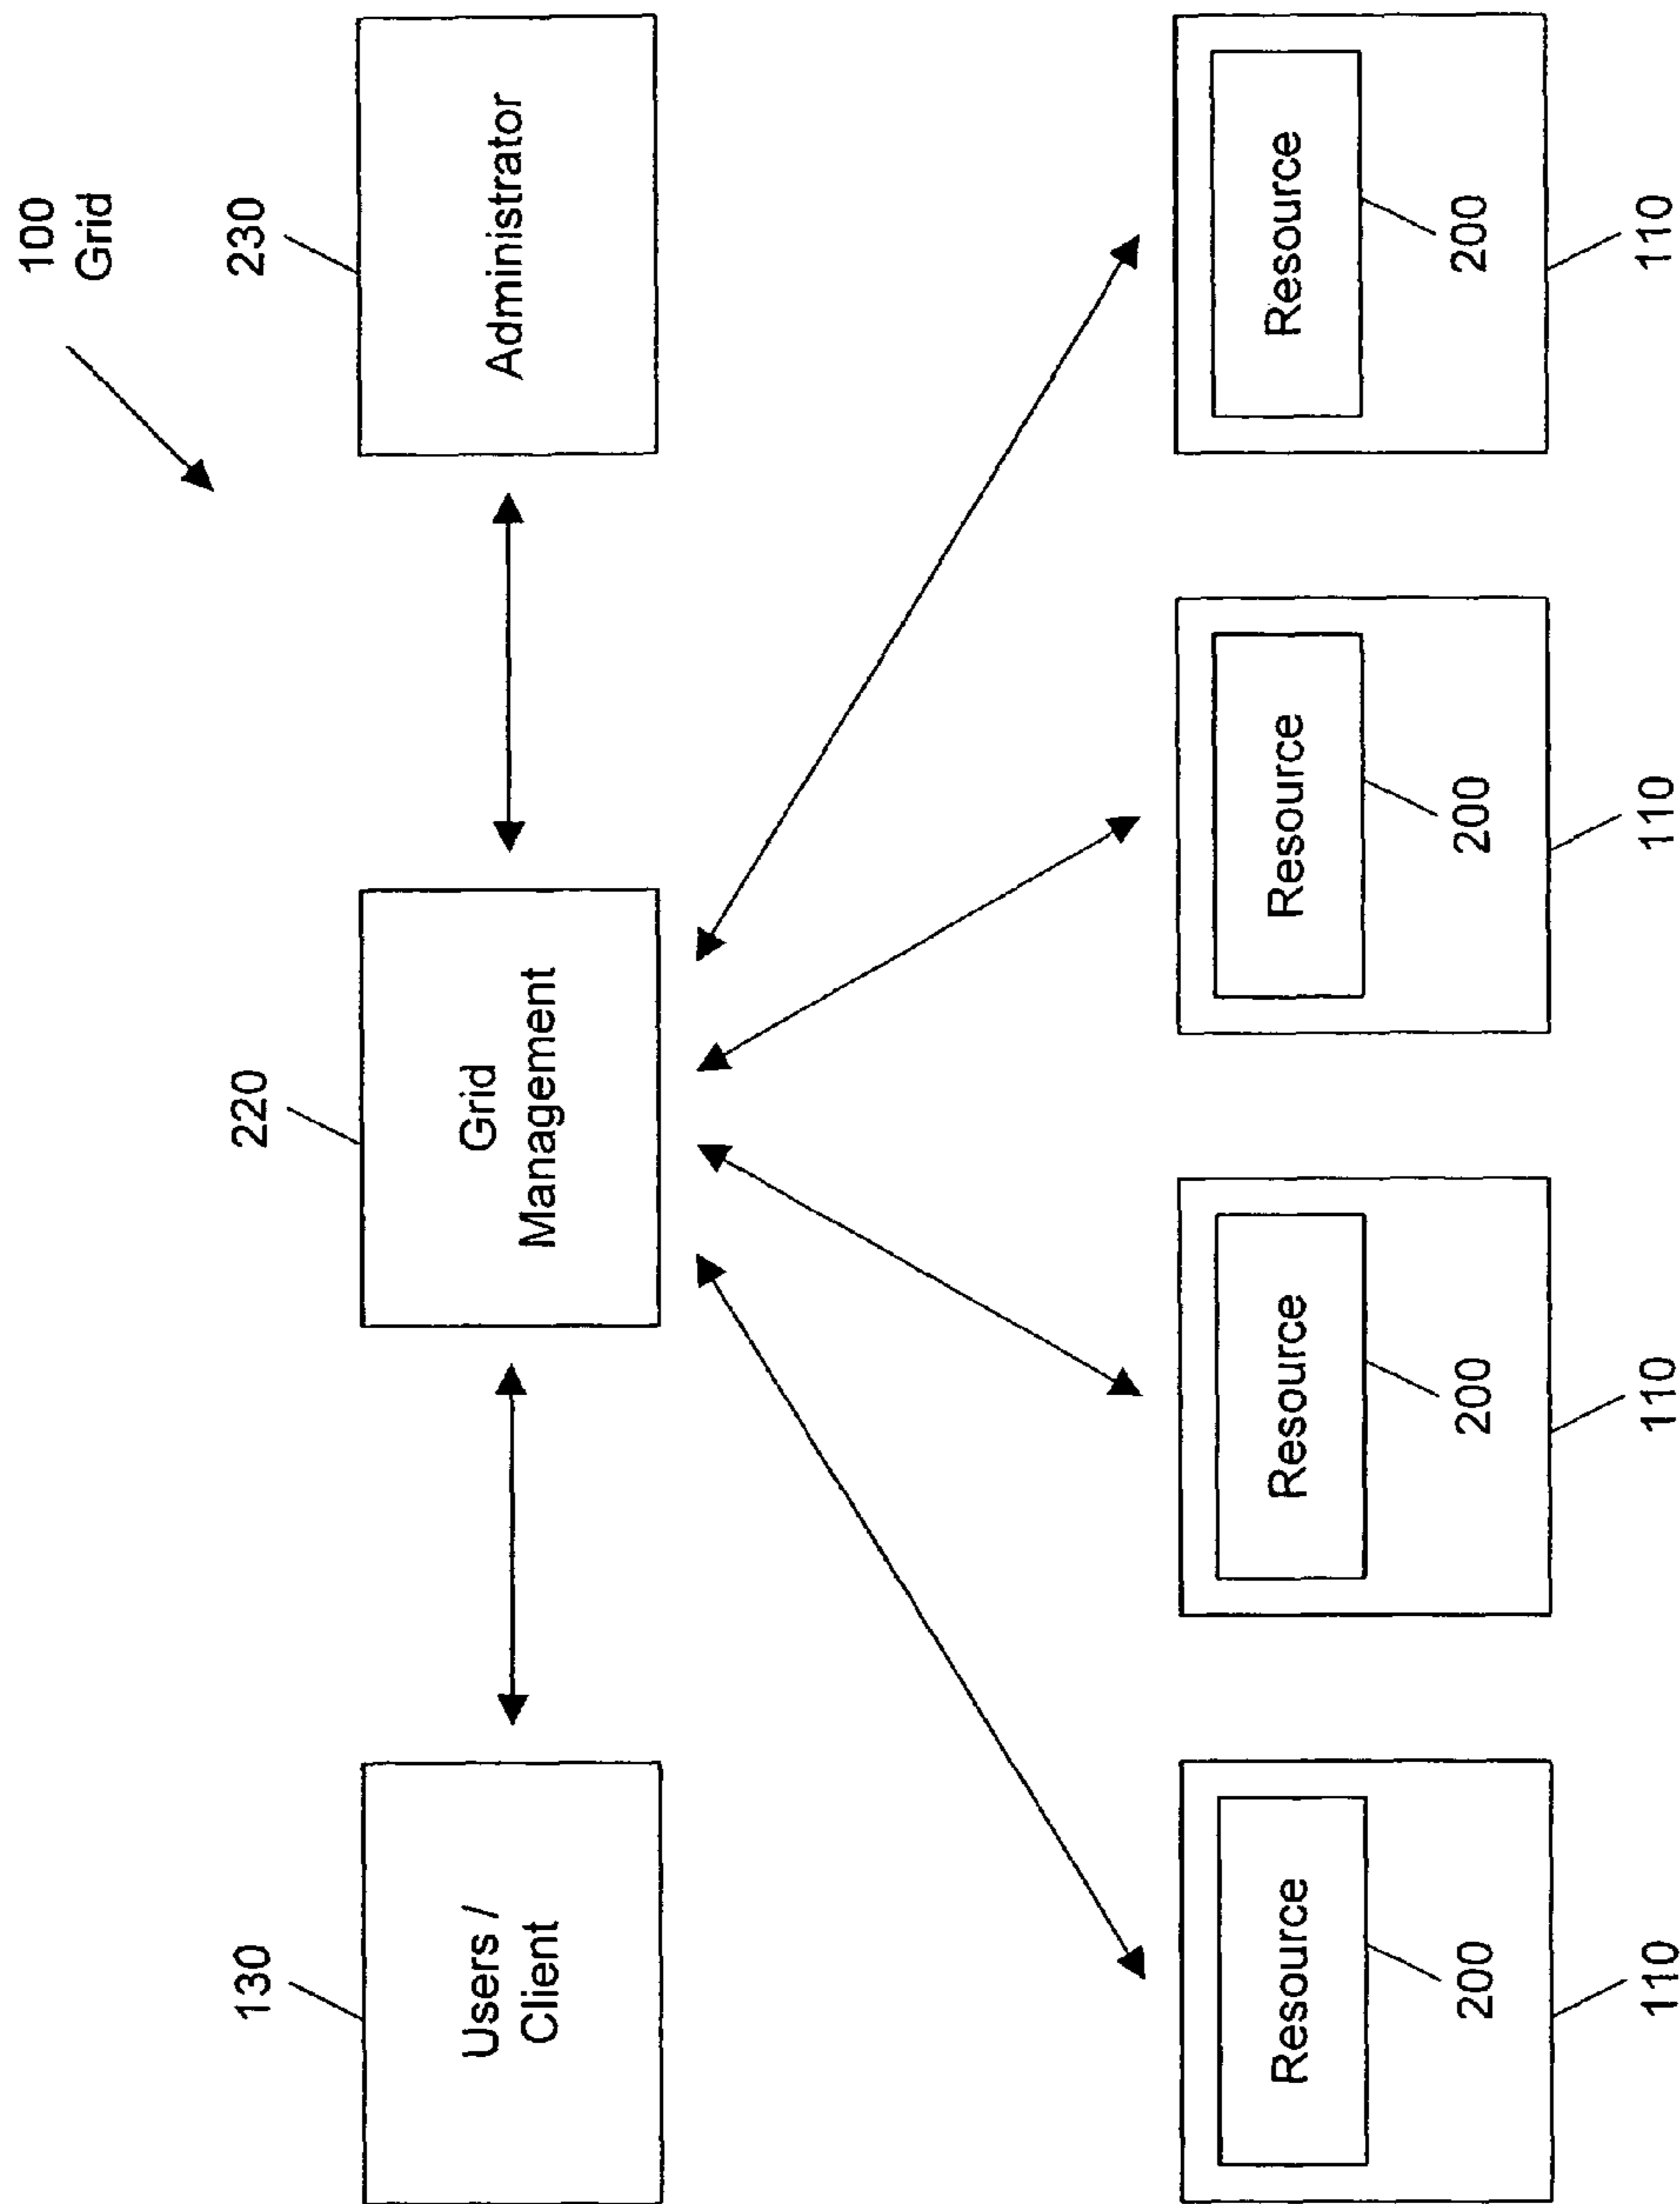 100
Grid
130
220
230
Users /
Client
Grid
Management
Administrator
Resource
Resource
Resource
Resource
200
200
200
200
110
110
110
110